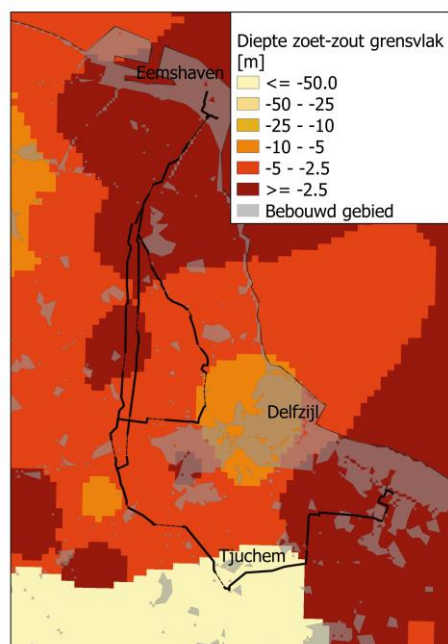 Diepte zoet-zout grensvlak
[m]
<= -50.0
-50 - -25
-25 - -10
-10 - -5
-5 - -2.5
>= -2.5
Bebouwd gebied
Eemshaven
Delfzijl
Tjuchem